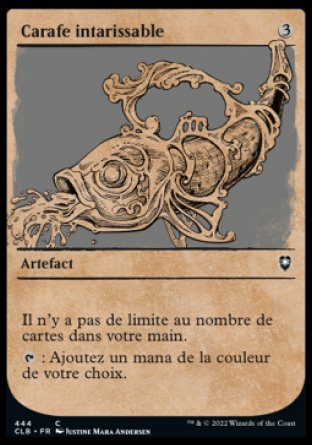 Carafe intarissable 3
Artefact
Il n'y a pas de limite au nombre de
cartes dans votre main.
: Ajoutez un mana de la couleur
de votre choix.
444 C
CLB • FR Justine Mara Andersen ™ & © 2022 Wizards of the Coast